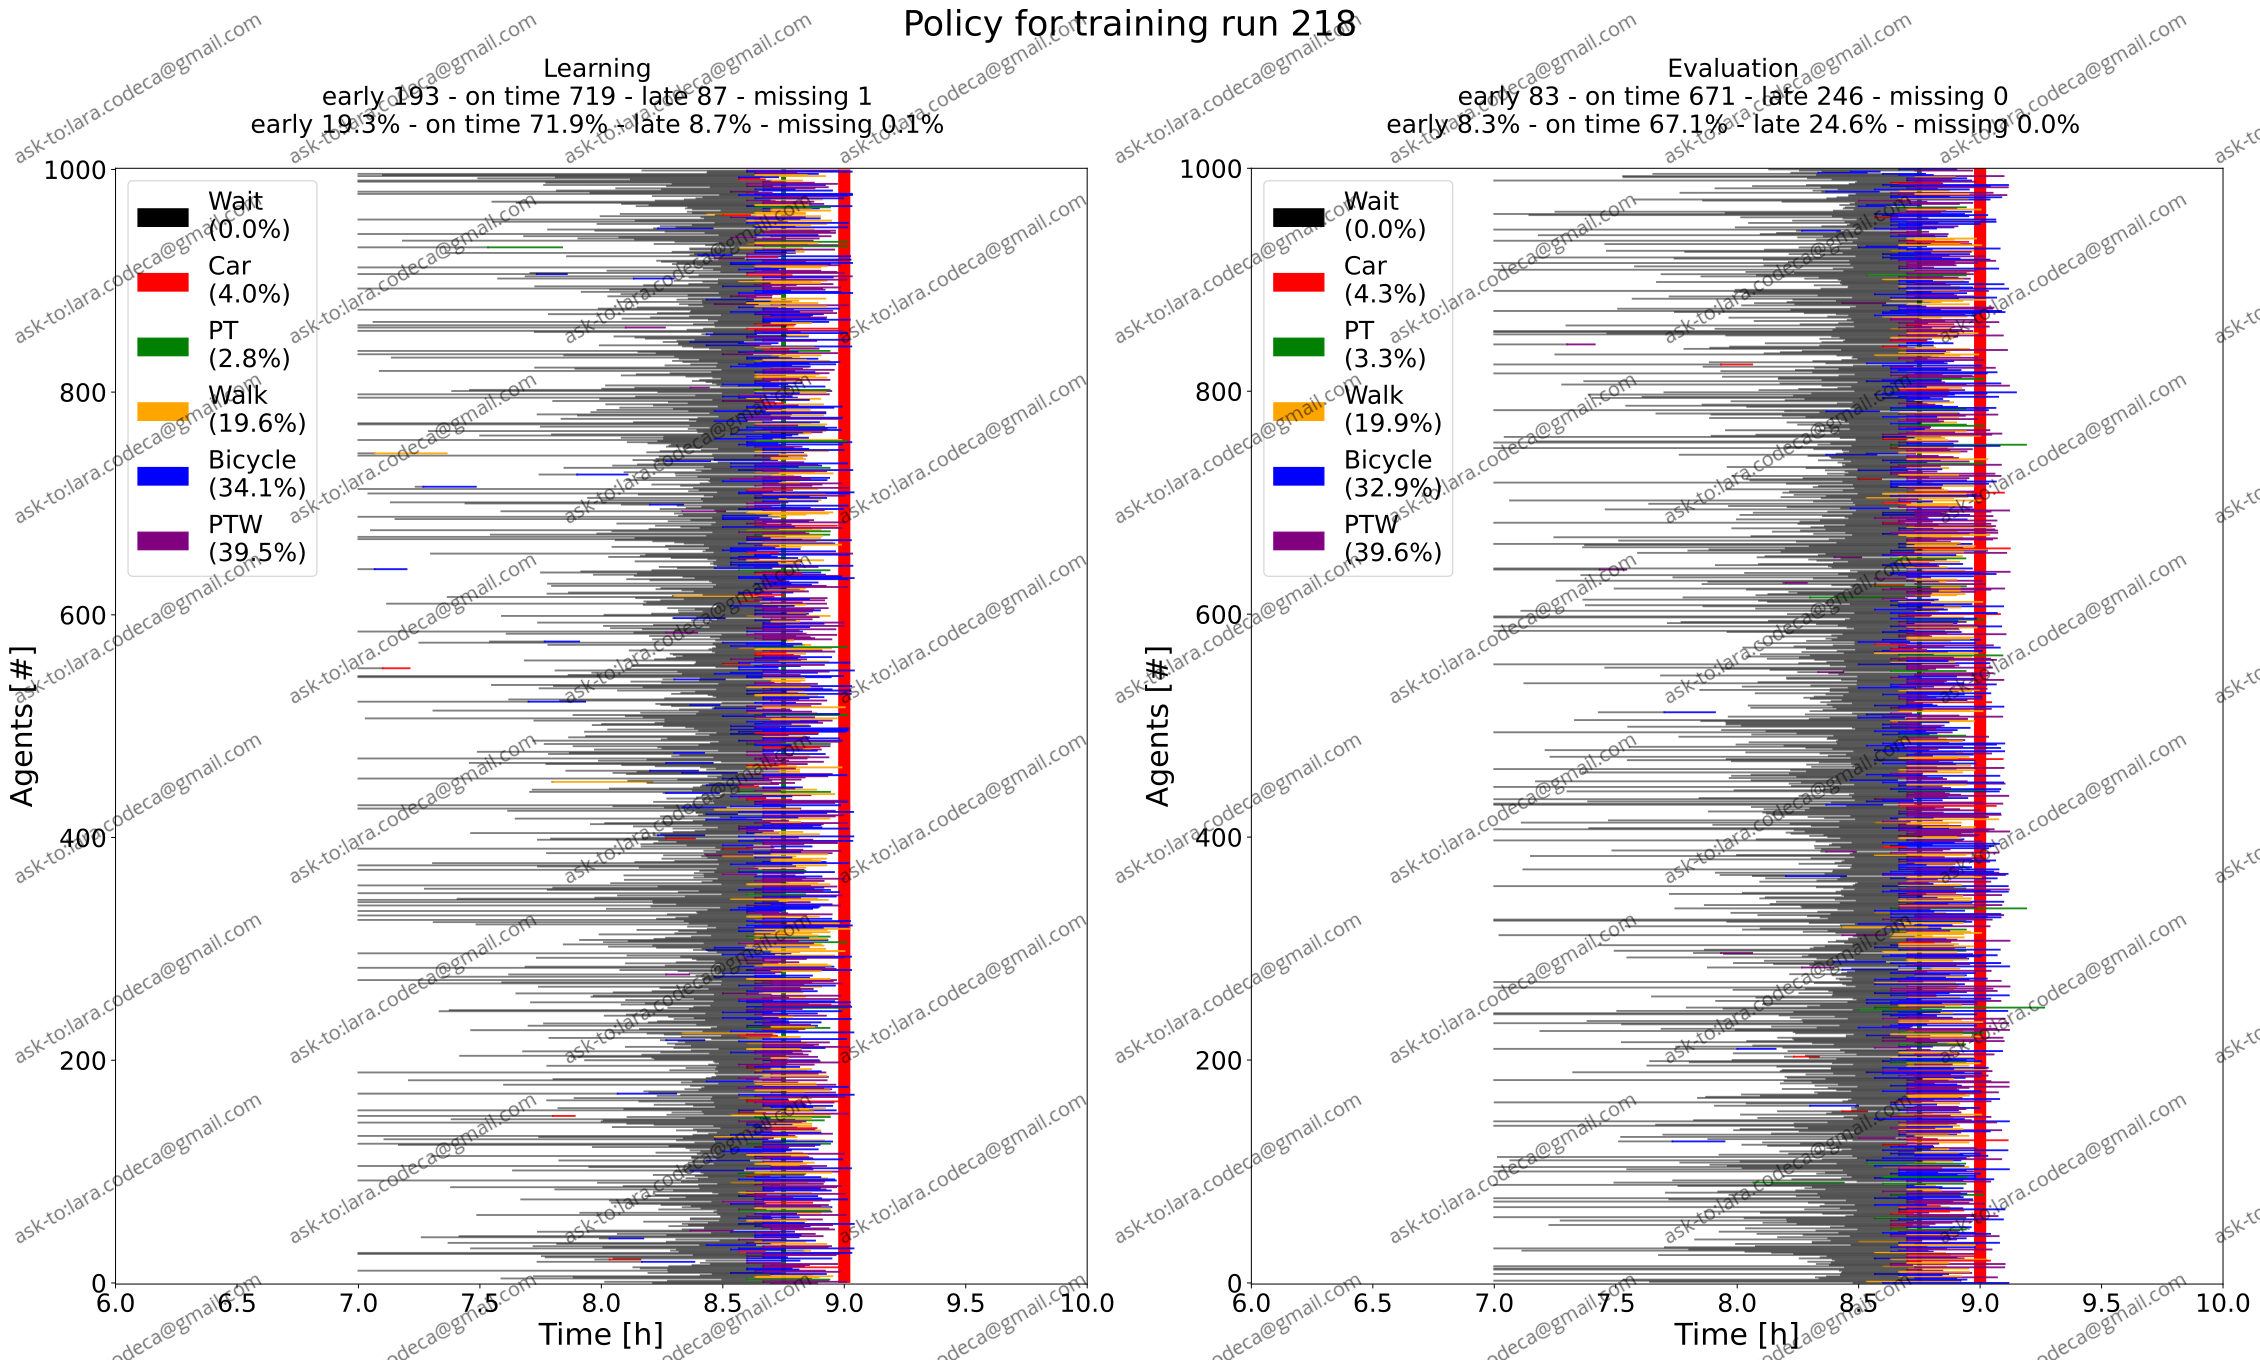 Policy for training run 218
Learning
early 193 - on time 719 - late 87 - missing 1
early 19.3% - on time 71.9% - late 8.7% - missing 0.1%
Wait
(0.0%)
Car
(4.0%)
PT
(2.8%)
Walk
(19.6%)
Bicycle
(34.1%)
PTW
(39.5%)
1000
800
600
400
200
0
Agents [#]
6.0 6.5 7.0 7.5 8.0 8.5 9.0 9.5 10.0
Time [h]
Evaluation
early 83 - on time 671 - late 246 - missing 0
early 8.3% - on time 67.1% - late 24.6% - missing 0.0%
Wait
(0.0%)
Car
(4.3%)
PT
(3.3%)
Walk
(19.9%)
Bicycle
(32.9%)
PTW
(39.6%)
1000
800
600
400
200
0
Agents [#]
6.0 6.5 7.0 7.5 8.0 8.5 9.0 9.5 10.0
Time [h]
ask-to:lara.codeca@gmail.com